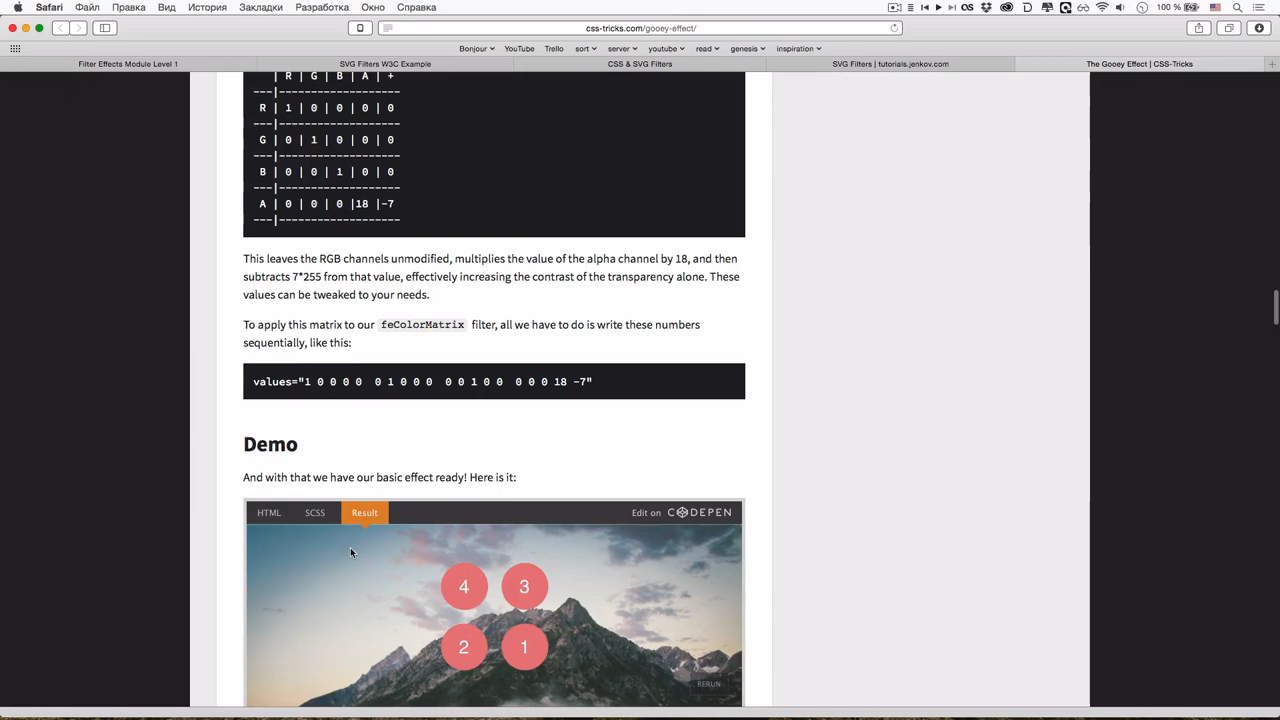 Safari Файл Правка Вид История Закладки Разработка Окно Справка 100 %
css-tricks.com/gooey-effect/
Bonjour YouTube Trello sort server youtube read genesis inspiration
Filter Effects Module Level 1 SVG Filters W3C Example CSS & SVG Filters SVG Filters | tutorials.jenkov.com The Gooey Effect | CSS-Tricks
| R | G | B | A | +
---|-------------------
R | 1 | 0 | 0 | 0 | 0
---|-------------------
G | 0 | 1 | 0 | 0 | 0
---|-------------------
B | 0 | 0 | 1 | 0 | 0
---|-------------------
A | 0 | 0 | 0 |18 |-7
---|-------------------
This leaves the RGB channels unmodified, multiplies the value of the alpha channel by 18, and then
subtracts 7*255 from that value, effectively increasing the contrast of the transparency alone. These
values can be tweaked to your needs.
To apply this matrix to our feColorMatrix filter, all we have to do is write these numbers
sequentially, like this:
values="1 0 0 0 0  0 1 0 0 0  0 0 1 0 0  0 0 0 18 -7"
Demo
And with that we have our basic effect ready! Here is it:
HTML SCSS Result Edit on CODEPEN
4 3
2 1
RERUN